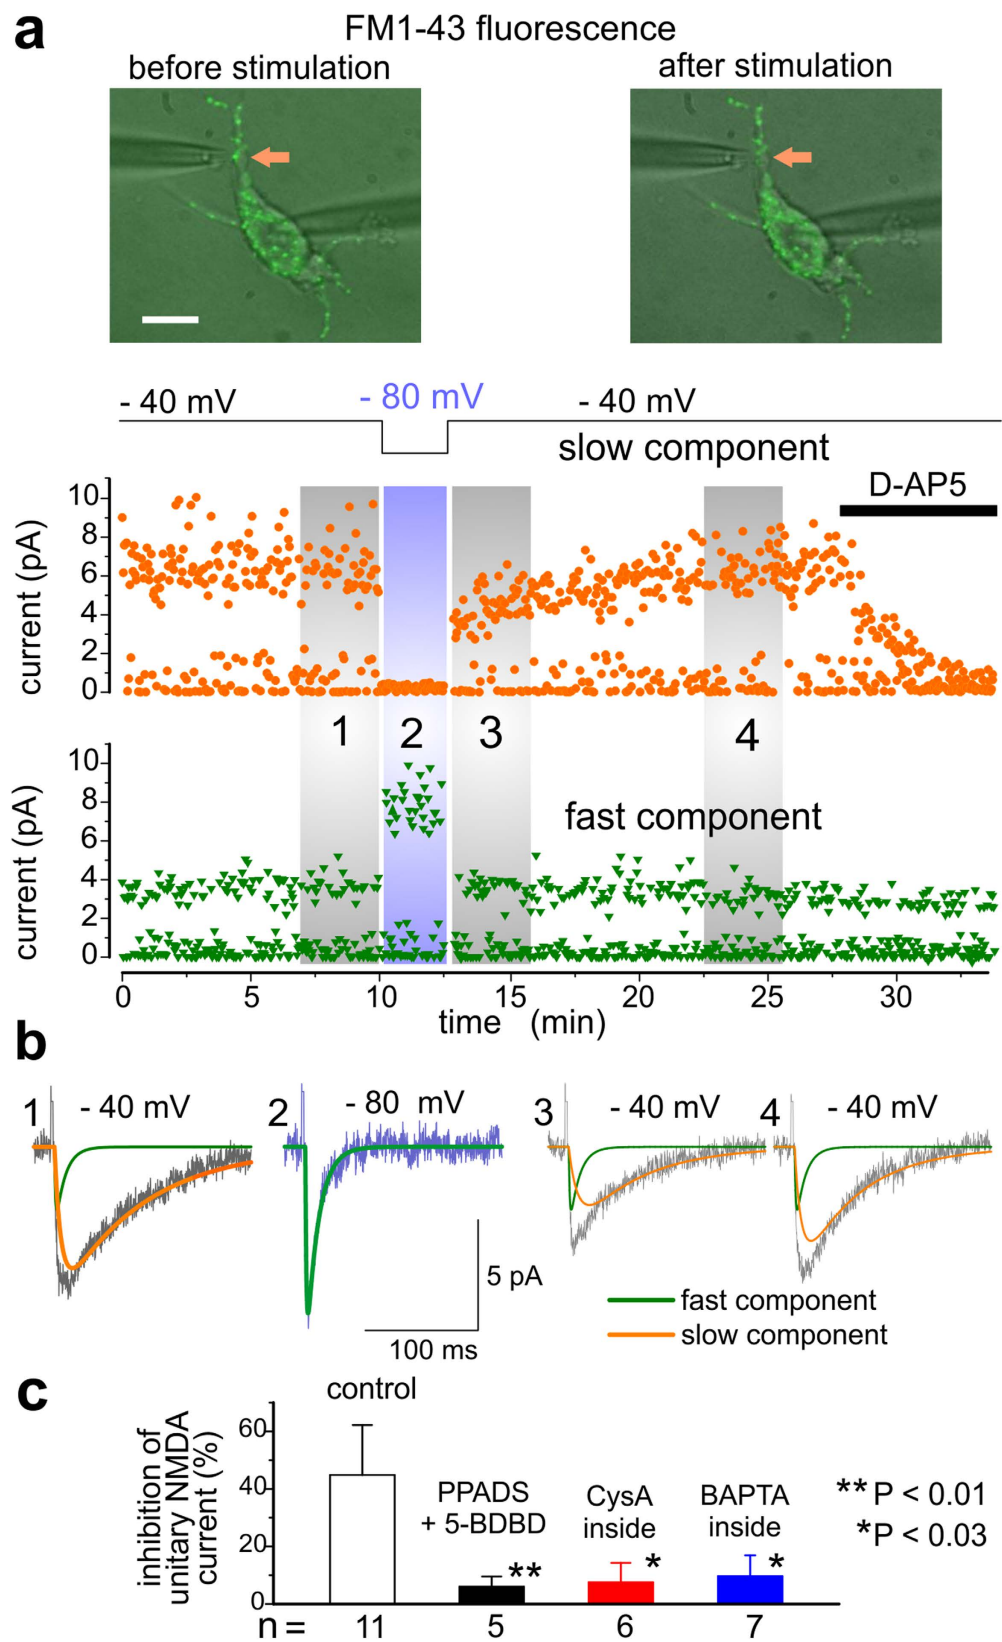 a
FM1-43 fluorescence
before stimulation
after stimulation
- 40 mV
- 80 mV
- 40 mV
slow component
D-AP5
current (pA)
10
8
6
4
2
0
1
2
3
4
fast component
current (pA)
10
8
6
4
2
0
0 5 10 15 20 25 30
time (min)
b
1 - 40 mV
2 - 80 mV
3 - 40 mV
4 - 40 mV
5 pA
100 ms
fast component
slow component
c
control
inhibition of
unitary NMDA
current (%)
60
40
20
0
PPADS
+ 5-BDBD
**
CysA
inside
*
BAPTA
inside
*
**P < 0.01
*P < 0.03
n = 11 5 6 7